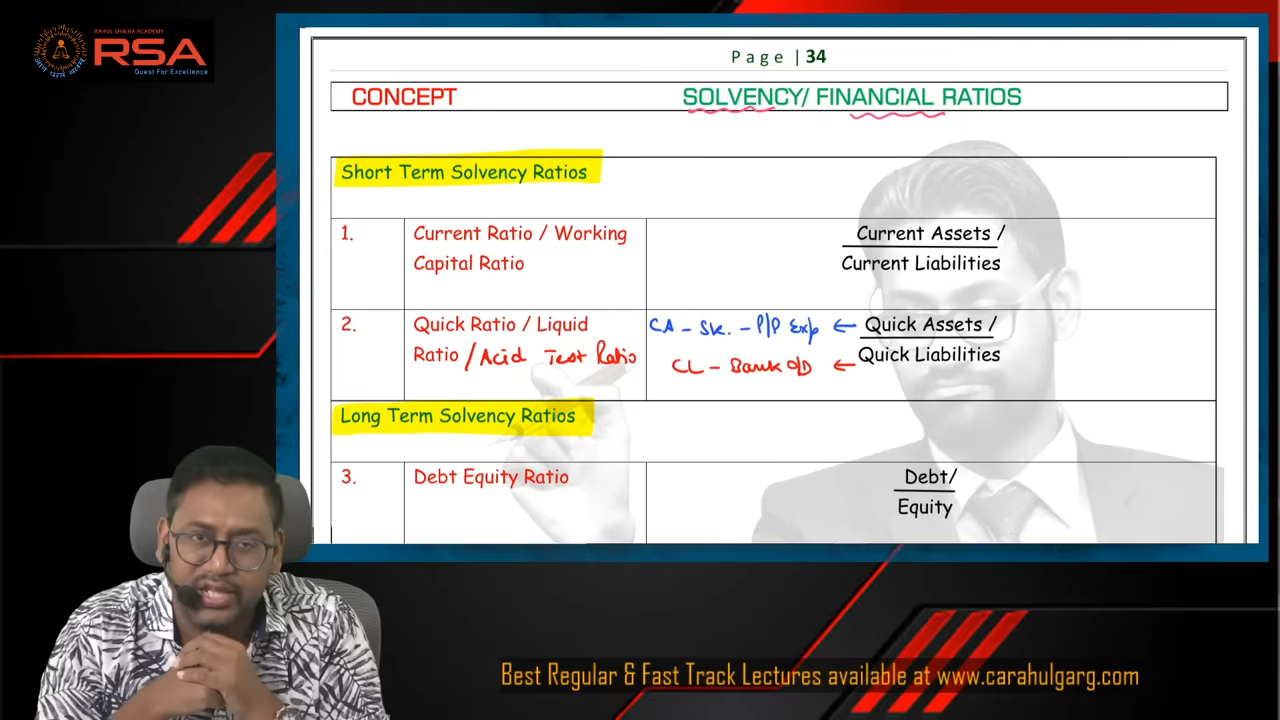 RAHUL SHIKHA ACADEMY
RSA
Quest For Excellence
Page | 34
CONCEPT SOLVENCY/ FINANCIAL RATIOS
Short Term Solvency Ratios
1. Current Ratio / Working Capital Ratio
Current Assets /
Current Liabilities
2. Quick Ratio / Liquid
Ratio / Acid Test Ratio
CA - Sk. - P/P Exp ← Quick Assets /
CL - Bank O/D ← Quick Liabilities
Long Term Solvency Ratios
3. Debt Equity Ratio
Debt/
Equity
Best Regular & Fast Track Lectures available at www.carahulgarg.com